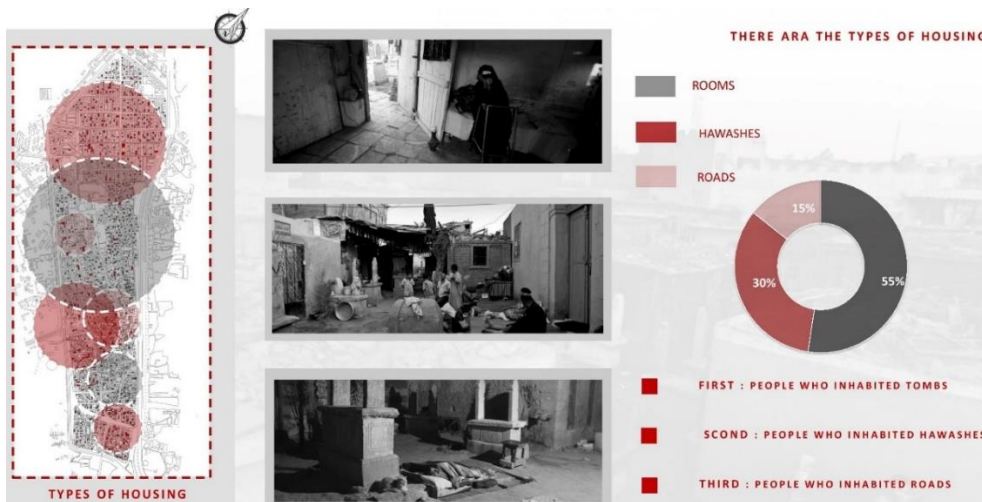 THERE ARA THE TYPES OF HOUSING
ROOMS
HAWASHES
ROADS
15%
30%
55%
FIRST : PEOPLE WHO INHABITED TOMBS
SCOND : PEOPLE WHO INHABITED HAWASHES
THIRD : PEOPLE WHO INHABITED ROADS
TYPES OF HOUSING